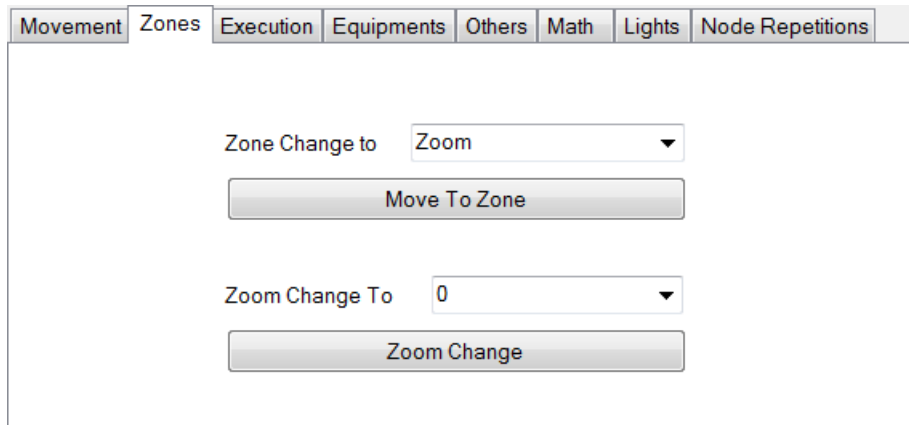 Movement Zones Execution Equipments Others Math Lights Node Repetitions
Zone Change to Zoom
Move To Zone
Zoom Change To 0
Zoom Change